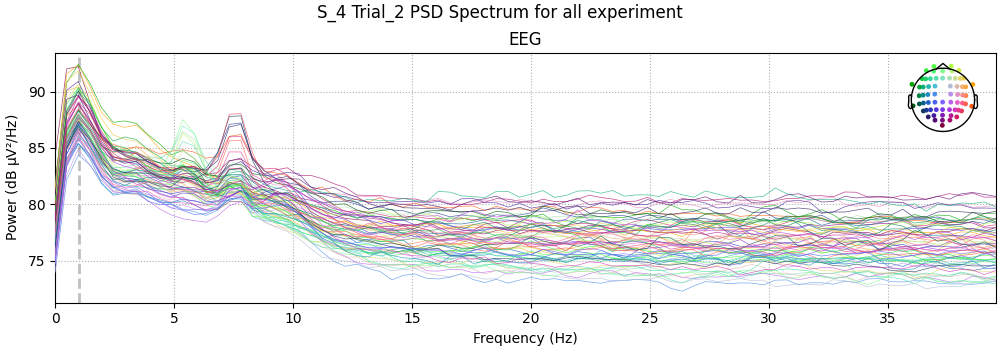 S_4 Trial_2 PSD Spectrum for all experiment
EEG
Power (dB µV²/Hz)
90
85
80
75
0 5 10 15 20 25 30 35
Frequency (Hz)